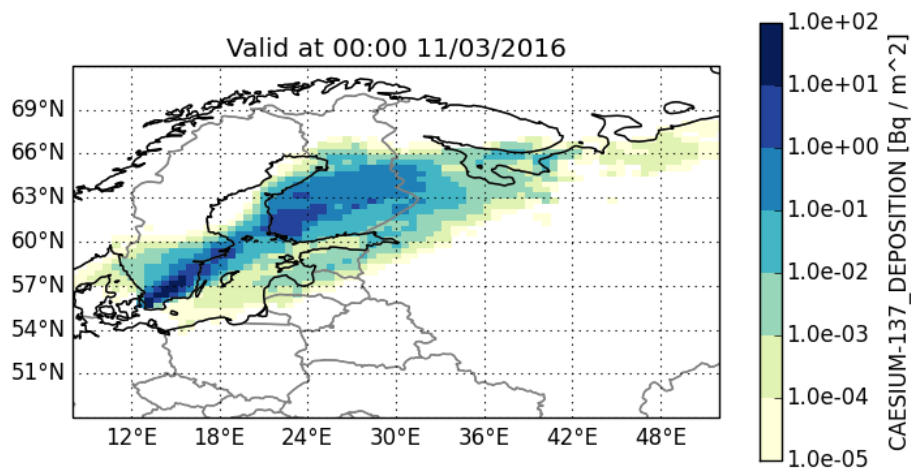 Valid at 00:00 11/03/2016
69°N
66°N
63°N
60°N
57°N
54°N
51°N
12°E 18°E 24°E 30°E 36°E 42°E 48°E
1.0e+02
1.0e+01
1.0e+00
1.0e-01
1.0e-02
1.0e-03
1.0e-04
1.0e-05
CAESIUM-137_DEPOSITION [Bq / m^2]